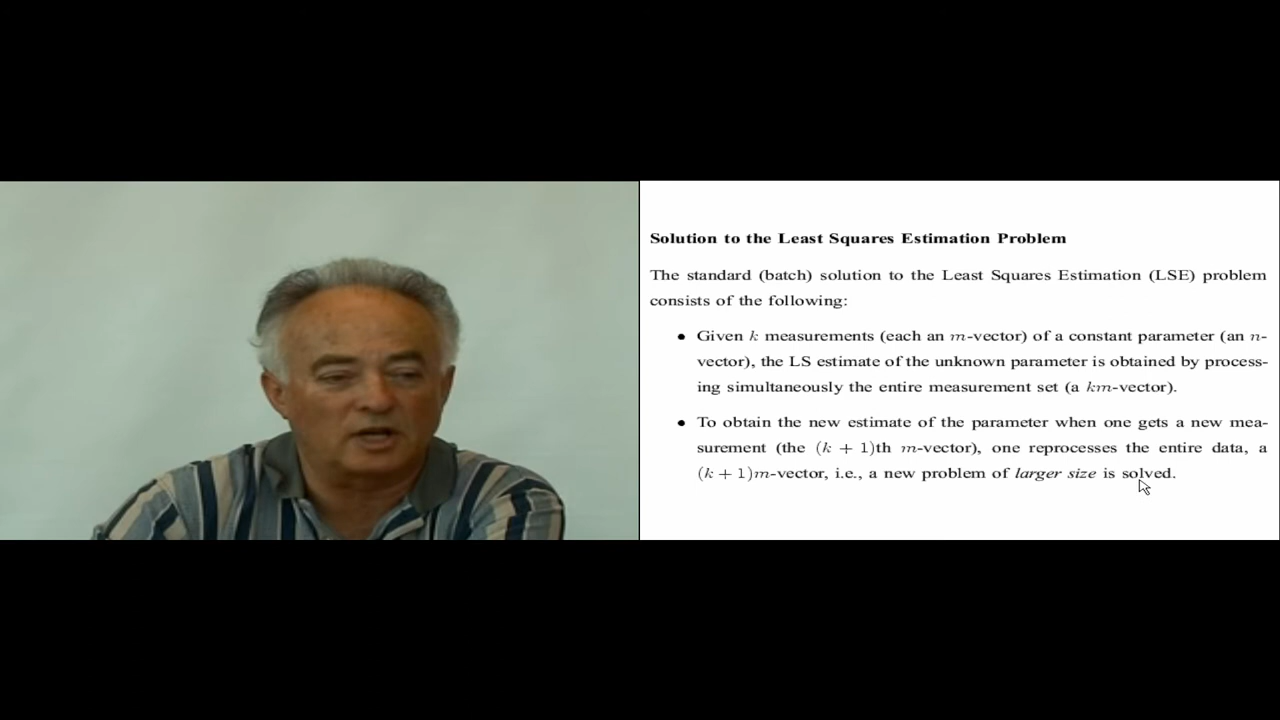 Solution to the Least Squares Estimation Problem
The standard (batch) solution to the Least Squares Estimation (LSE) problem
consists of the following:
• Given k measurements (each an m-vector) of a constant parameter (an n-
vector), the LS estimate of the unknown parameter is obtained by process-
ing simultaneously the entire measurement set (a km-vector).
• To obtain the new estimate of the parameter when one gets a new mea-
surement (the (k + 1)th m-vector), one reprocesses the entire data, a
(k + 1)m-vector, i.e., a new problem of larger size is solved.